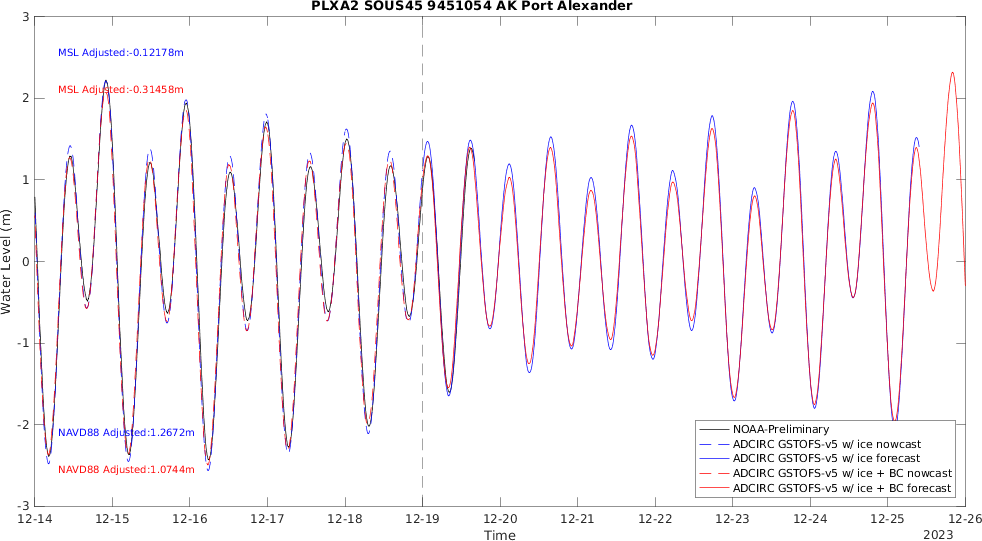 PLXA2 SOUS45 9451054 AK Port Alexander
MSL Adjusted:-0.12178m
MSL Adjusted:-0.31458m
NAVD88 Adjusted:1.2672m
NAVD88 Adjusted:1.0744m
Water Level (m)
3
2
1
0
-1
-2
-3
NOAA-Preliminary
ADCIRC GSTOFS-v5 w/ ice nowcast
ADCIRC GSTOFS-v5 w/ ice forecast
ADCIRC GSTOFS-v5 w/ ice + BC nowcast
ADCIRC GSTOFS-v5 w/ ice + BC forecast
12-14 12-15 12-16 12-17 12-18 12-19 12-20 12-21 12-22 12-23 12-24 12-25 12-26
Time
2023